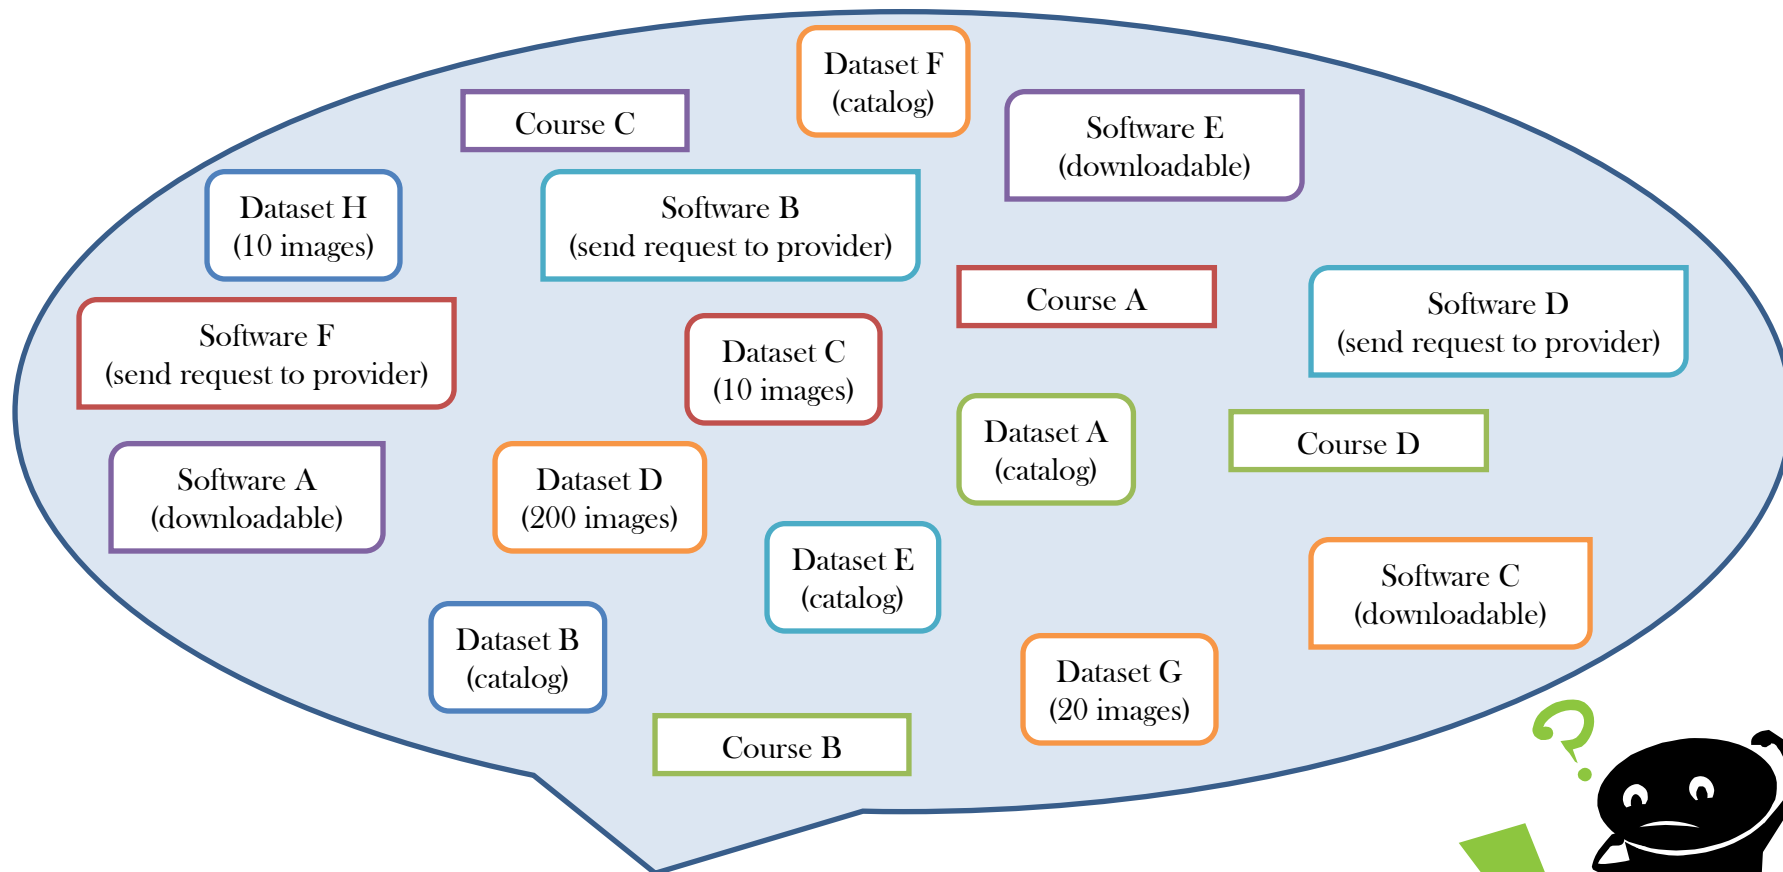 Dataset F
(catalog)
Course C
Software E
(downloadable)
Dataset H
(10 images)
Software B
(send request to provider)
Course A
Software D
(send request to provider)
Software F
(send request to provider)
Dataset C
(10 images)
Dataset A
(catalog)
Course D
Software A
(downloadable)
Dataset D
(200 images)
Dataset E
(catalog)
Software C
(downloadable)
Dataset B
(catalog)
Dataset G
(20 images)
Course B
?